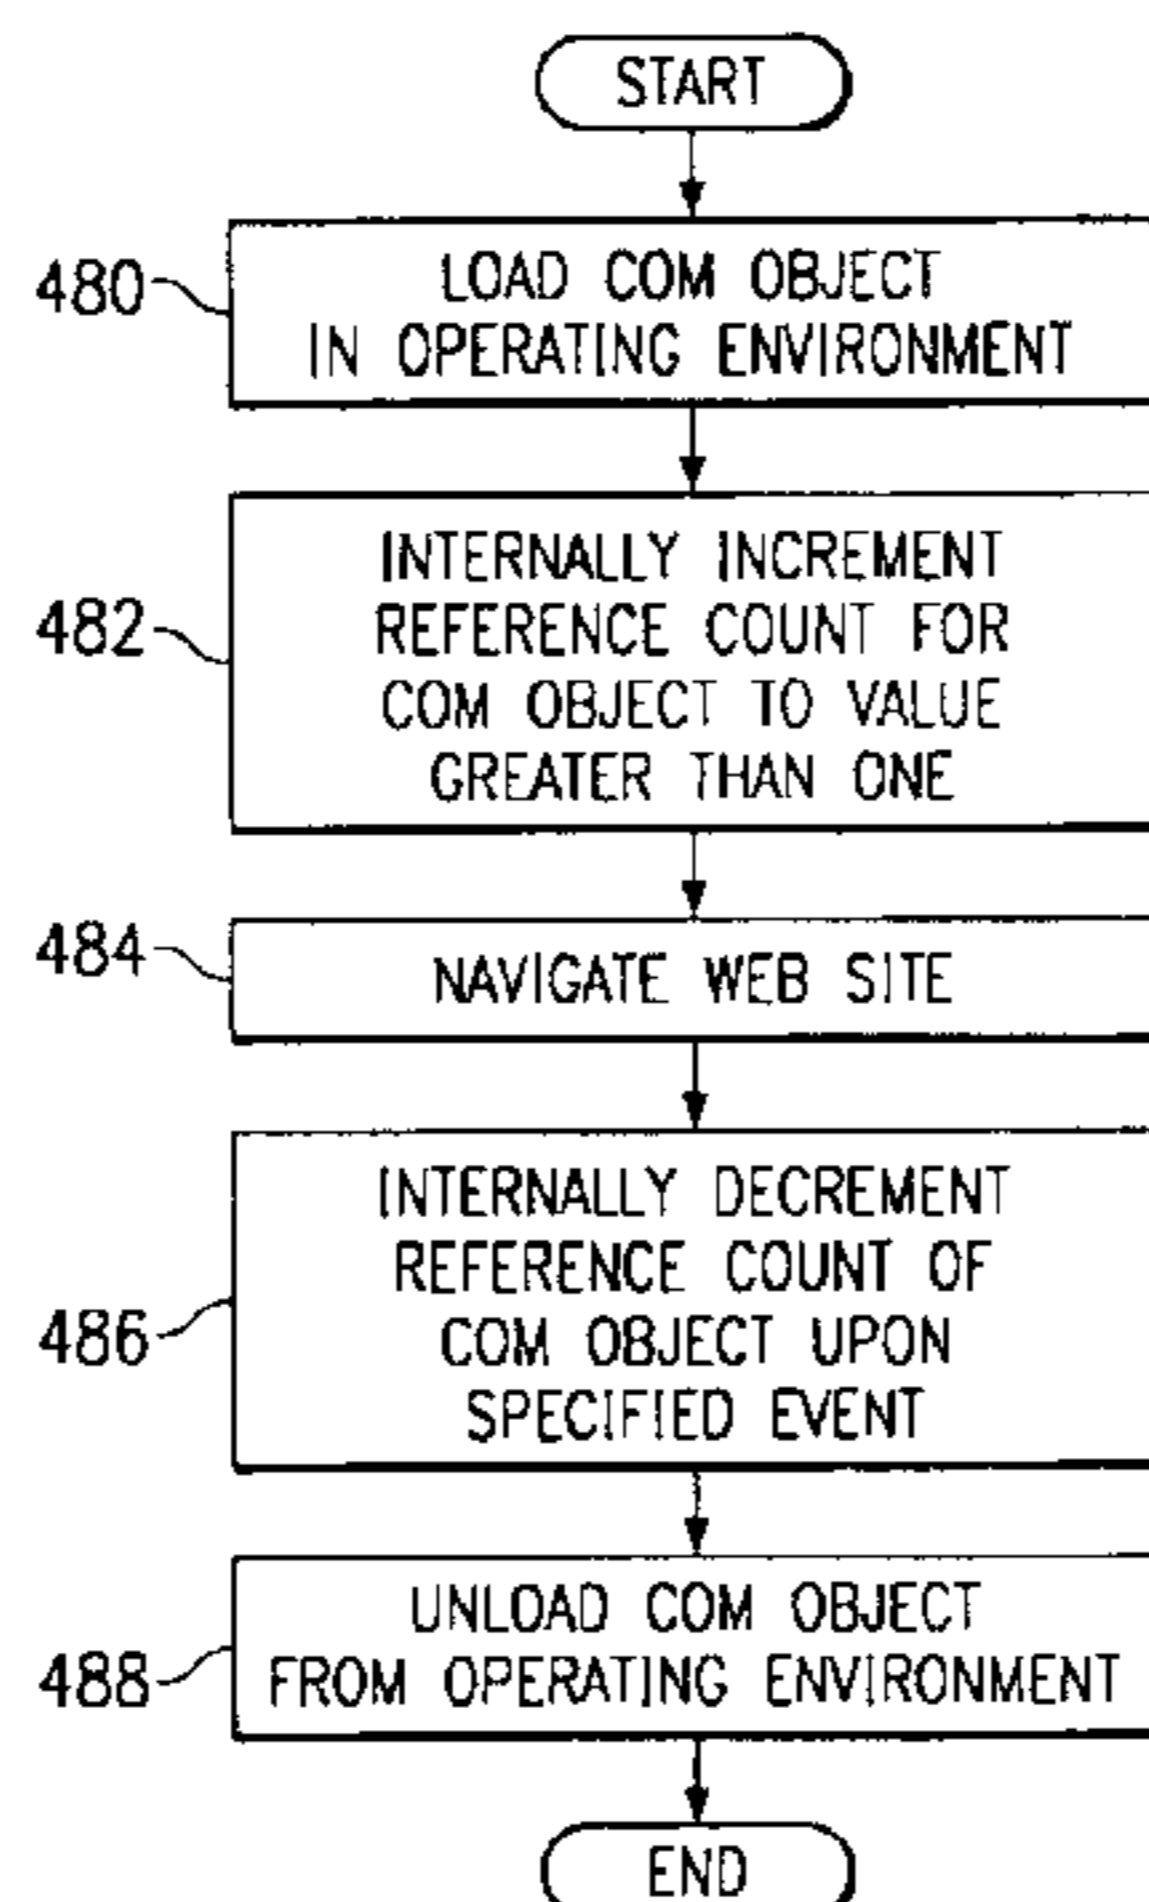 START
480
LOAD COM OBJECT
IN OPERATING ENVIRONMENT
482
INTERNALLY INCREMENT
REFERENCE COUNT FOR
COM OBJECT TO VALUE
GREATER THAN ONE
484
NAVIGATE WEB SITE
486
INTERNALLY DECREMENT
REFERENCE COUNT OF
COM OBJECT UPON
SPECIFIED EVENT
488
UNLOAD COM OBJECT
FROM OPERATING ENVIRONMENT
END